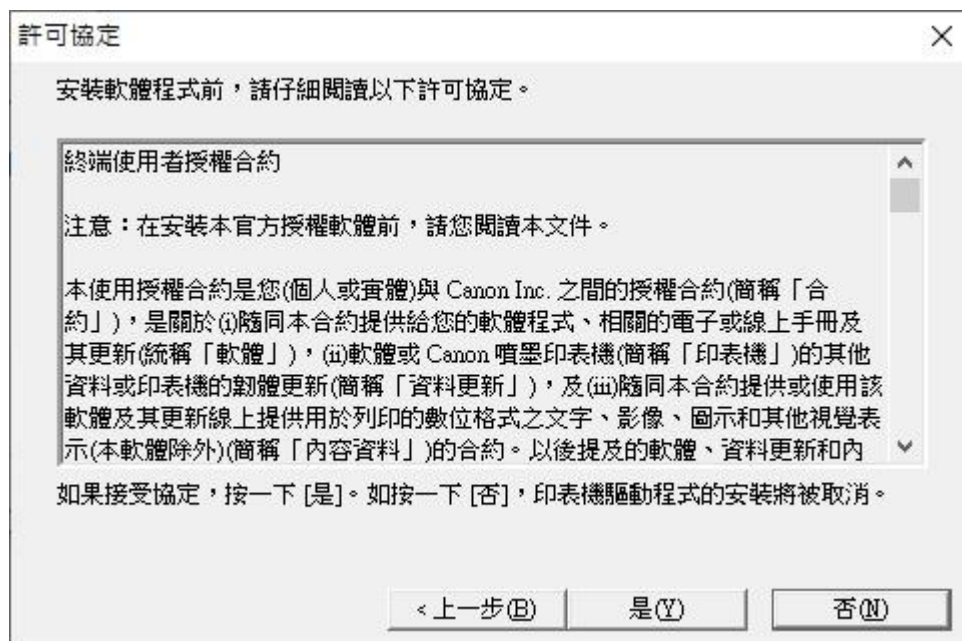 許可協定
安裝軟體程式前，請仔細閱讀以下許可協定。
終端使用者授權合約
注意：在安裝本官方授權軟體前，請您閱讀本文件。
本使用授權合約是您(個人或實體)與 Canon Inc. 之間的授權合約(簡稱「合
約」)，是關於(i)隨同本合約提供給您的軟體程式、相關的電子或線上手冊及
其更新(統稱「軟體」)，(ii)軟體或 Canon 噴墨印表機(簡稱「印表機」)的其他
資料或印表機的韌體更新(簡稱「資料更新」)，及(iii)隨同本合約提供或使用該
軟體及其更新線上提供用於列印的數位格式之文字、影像、圖示和其他視覺表
示(本軟體除外)(簡稱「內容資料」)的合約。以後提及的軟體、資料更新和內
如果接受協定，按一下 [是]。如按一下 [否]，印表機驅動程式的安裝將被取消。
<上一步(B)
是(Y)
否(N)